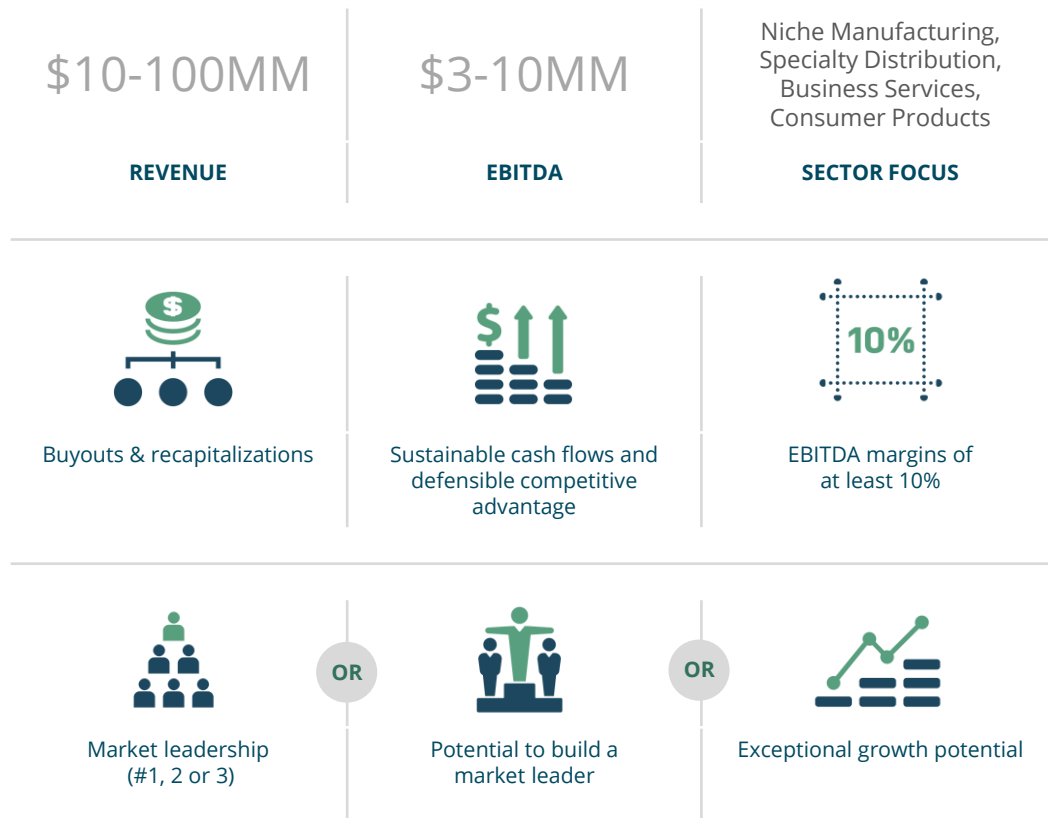 $10-100MM
REVENUE
$3-10MM
EBITDA
Niche Manufacturing,
Specialty Distribution,
Business Services,
Consumer Products
SECTOR FOCUS
$
Buyouts & recapitalizations
$
Sustainable cash flows and
defensible competitive
advantage
10%
EBITDA margins of
at least 10%
Market leadership
(#1, 2 or 3)
OR
Potential to build a
market leader
OR
Exceptional growth potential